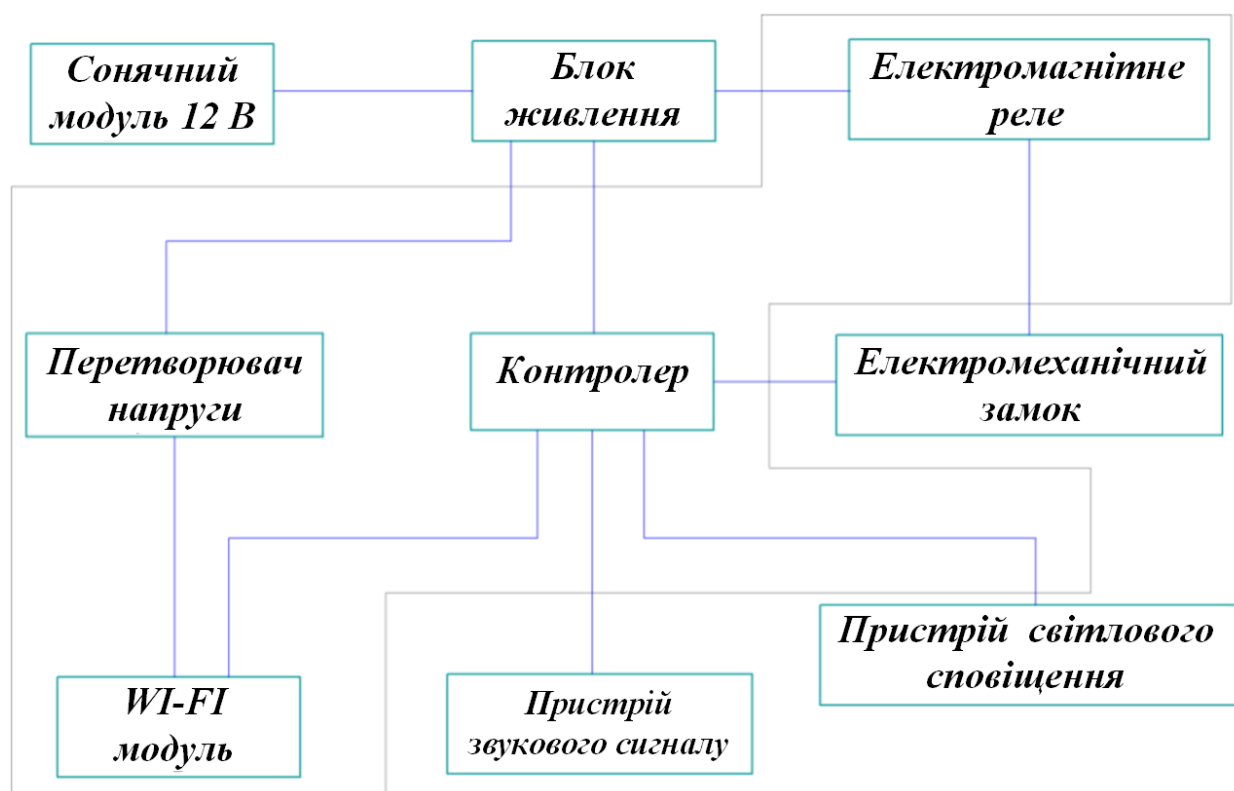 Сонячний
модуль 12 В
Блок
живлення
Електромагнітне
реле
Перетворювач
напруги
Контролер
Електромеханічний
замок
WI-FI
модуль
Пристрій
звукового сигналу
Пристрій світлового
сповіщення